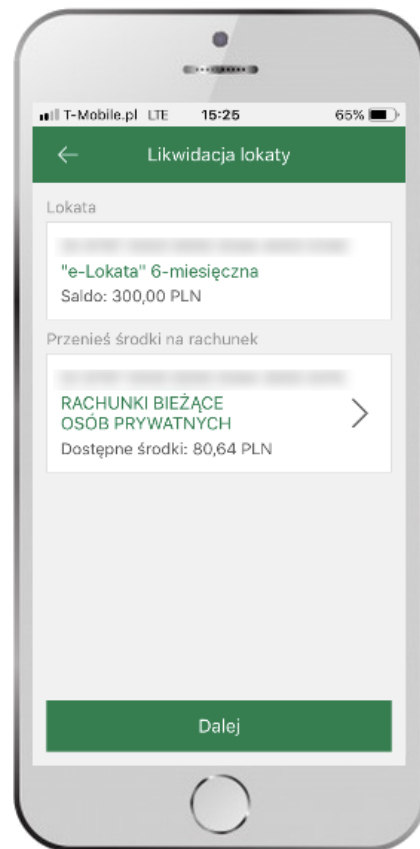 T-Mobile.pl LTE 15:25 65%
Likwidacja lokaty
Lokata
"e-Lokata" 6-miesięczna
Saldo: 300,00 PLN
Przenieś środki na rachunek
RACHUNKI BIEŻĄCE
OSÓB PRYWATNYCH
Dostępne środki: 80,64 PLN
Dalej